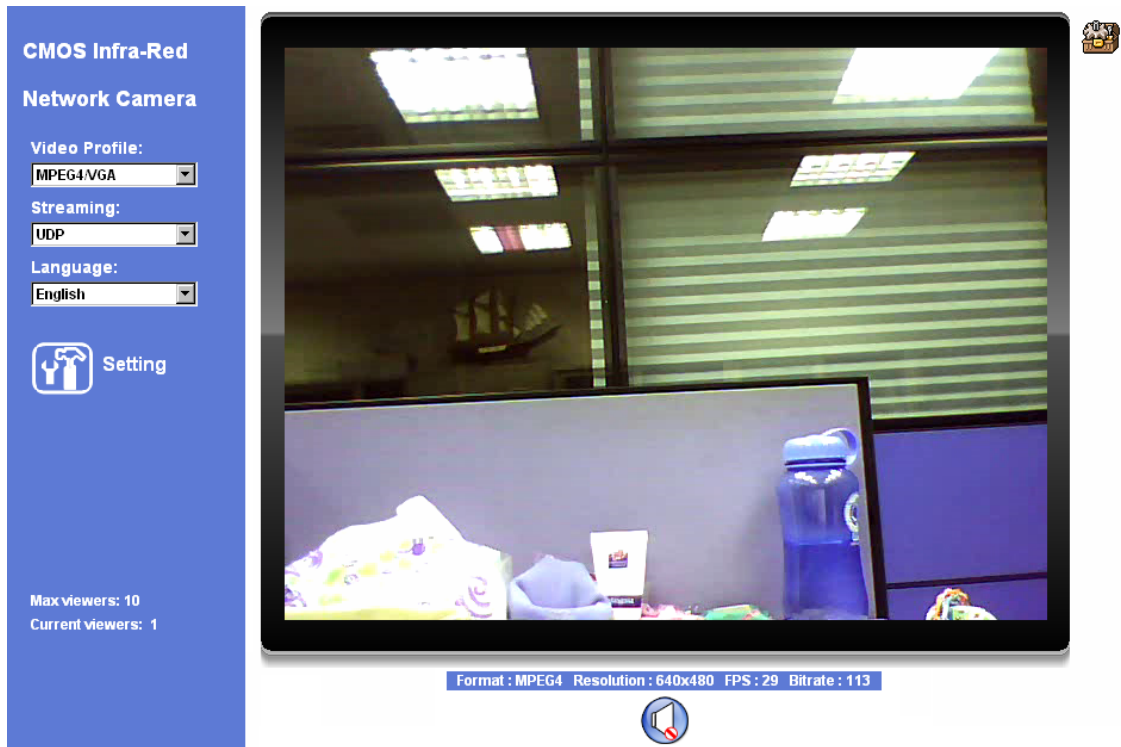 CMOS Infra-Red
Network Camera
Video Profile:
MPEG4/VGA
Streaming:
UDP
Language:
English
Setting
Max viewers: 10
Current viewers: 1
Format : MPEG4 Resolution : 640x480 FPS : 29 Bitrate : 113